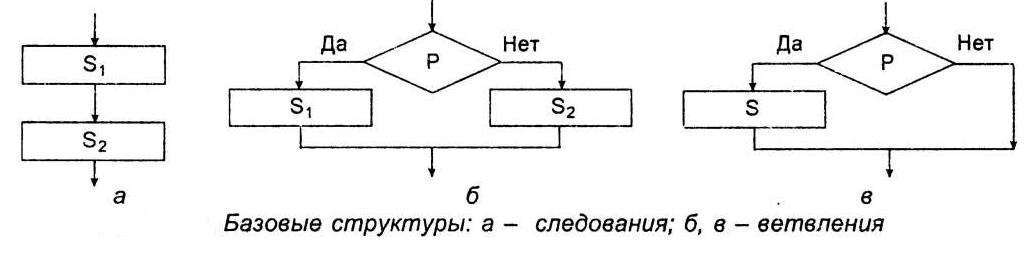 Да Нет Да Нет
S₁ P P
S₁ S₂ S
S₂
а б в
Базовые структуры: а – следования; б, в – ветвления